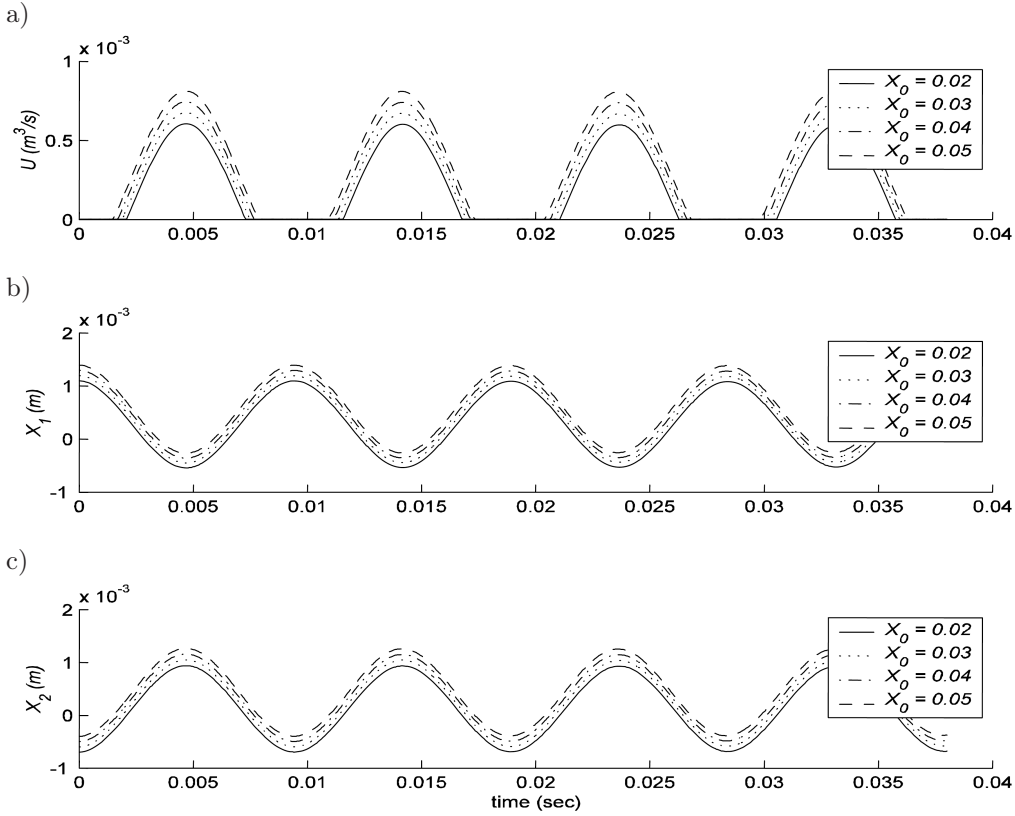 a)
x 10⁻³
1
0.5
0
U (m³/s)
0 0.005 0.01 0.015 0.02 0.025 0.03 0.035 0.04
X₀ = 0.02
X₀ = 0.03
X₀ = 0.04
X₀ = 0.05
b)
x 10⁻³
2
1
0
-1
X₁ (m)
0 0.005 0.01 0.015 0.02 0.025 0.03 0.035 0.04
X₀ = 0.02
X₀ = 0.03
X₀ = 0.04
X₀ = 0.05
c)
x 10⁻³
2
1
0
-1
X₂ (m)
0 0.005 0.01 0.015 0.02 0.025 0.03 0.035 0.04
time (sec)
X₀ = 0.02
X₀ = 0.03
X₀ = 0.04
X₀ = 0.05